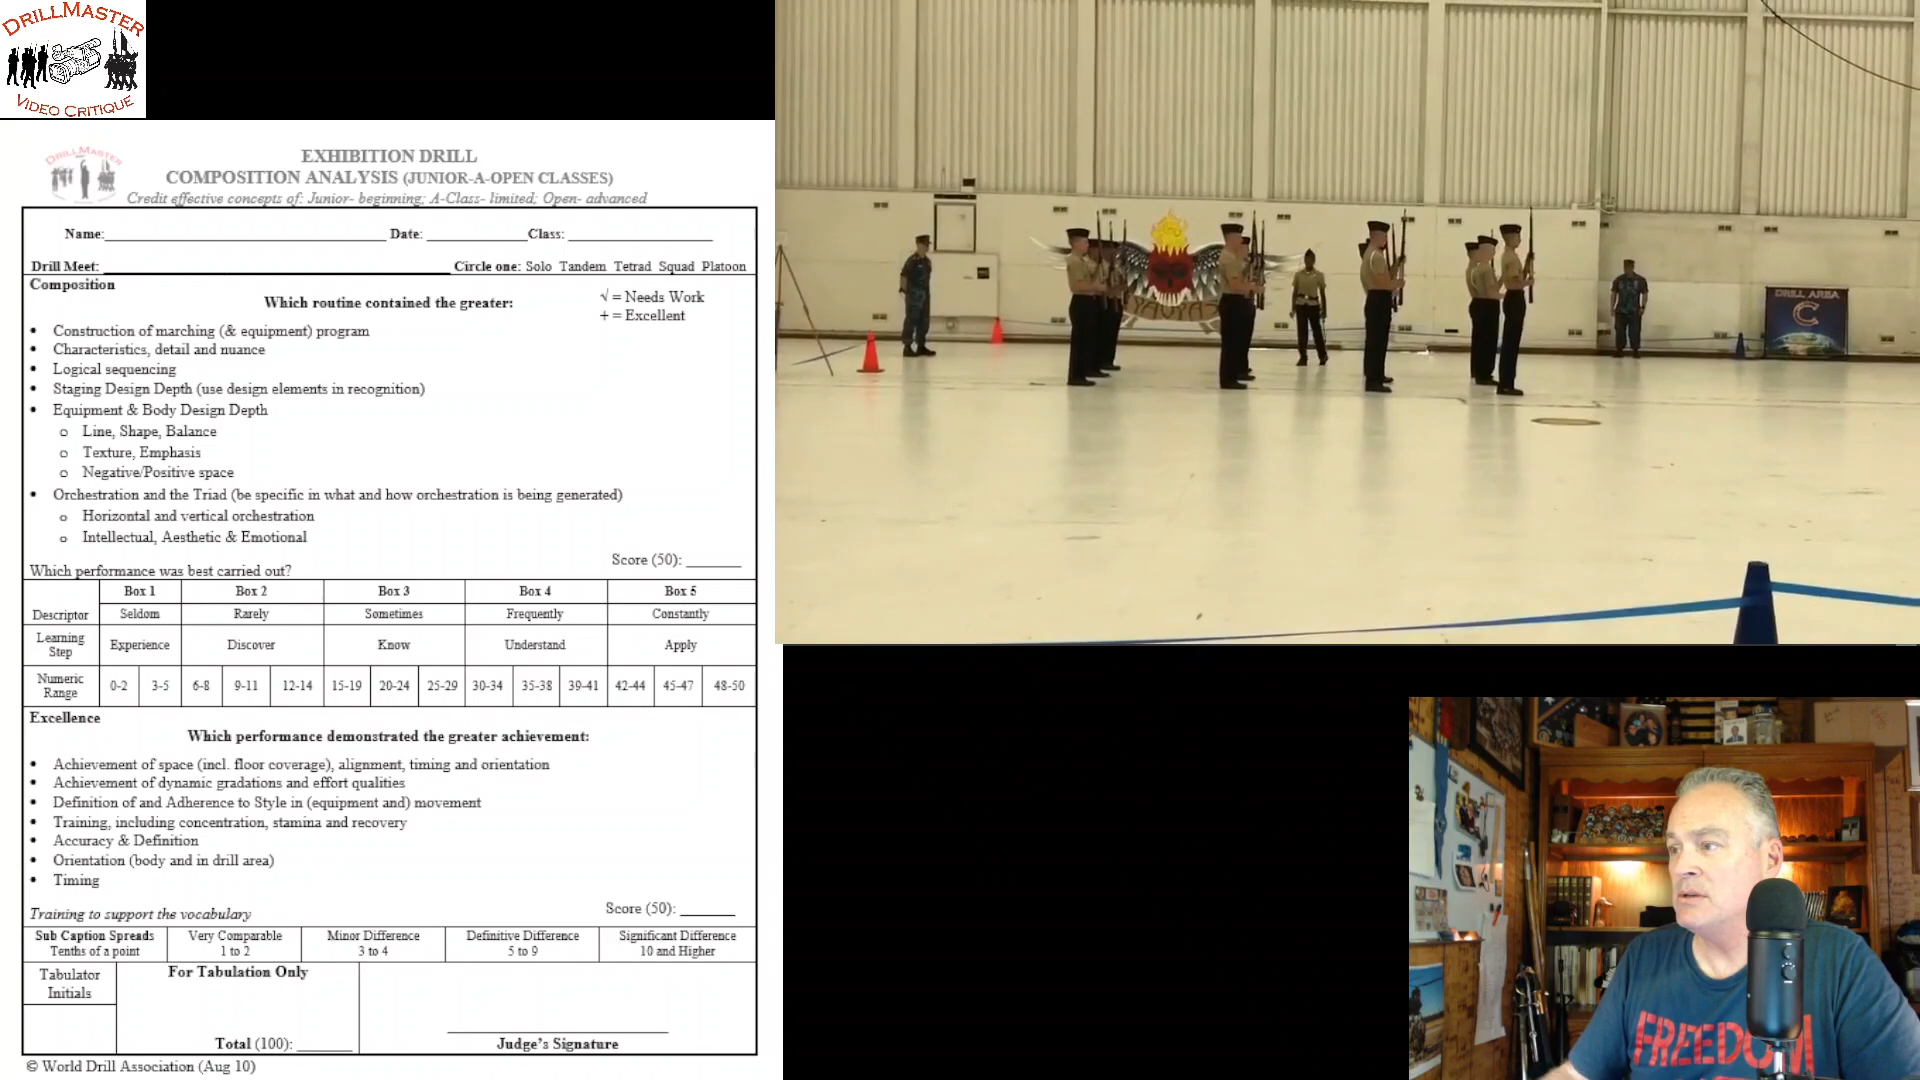 DRILLMASTER
VIDEO CRITIQUE
DRILLMASTER
EXHIBITION DRILL
COMPOSITION ANALYSIS (JUNIOR-A-OPEN CLASSES)
Credit effective concepts of: Junior- beginning; A-Class- limited; Open- advanced
Name: Date: Class:
Drill Meet: Circle one: Solo Tandem Tetrad Squad Platoon
Composition
Which routine contained the greater:
√ = Needs Work
+ = Excellent
• Construction of marching (& equipment) program
• Characteristics, detail and nuance
• Logical sequencing
• Staging Design Depth (use design elements in recognition)
• Equipment & Body Design Depth
o Line, Shape, Balance
o Texture, Emphasis
o Negative/Positive space
• Orchestration and the Triad (be specific in what and how orchestration is being generated)
o Horizontal and vertical orchestration
o Intellectual, Aesthetic & Emotional
Score (50):
Which performance was best carried out?
Box 1 Box 2 Box 3 Box 4 Box 5
Descriptor Seldom Rarely Sometimes Frequently Constantly
Learning Step Experience Discover Know Understand Apply
Numeric Range 0-2 3-5 6-8 9-11 12-14 15-19 20-24 25-29 30-34 35-38 39-41 42-44 45-47 48-50
Excellence
Which performance demonstrated the greater achievement:
• Achievement of space (incl. floor coverage), alignment, timing and orientation
• Achievement of dynamic gradations and effort qualities
• Definition of and Adherence to Style in (equipment and) movement
• Training, including concentration, stamina and recovery
• Accuracy & Definition
• Orientation (body and in drill area)
• Timing
Training to support the vocabulary
Score (50):
Sub Caption Spreads Very Comparable Minor Difference Definitive Difference Significant Difference
Tenths of a point 1 to 2 3 to 4 5 to 9 10 and Higher
Tabulator Initials
For Tabulation Only
Total (100):
Judge's Signature
© World Drill Association (Aug 10)
DRILL AREA
C
FREEDOM